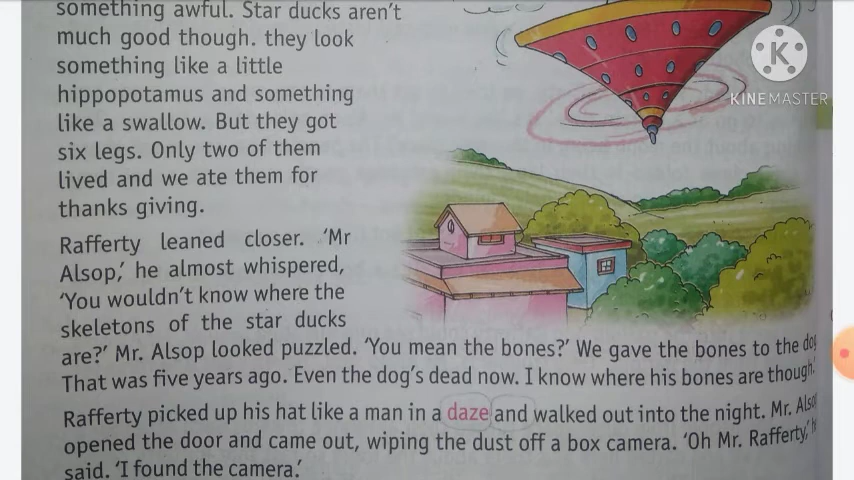 something awful. Star ducks aren't
much good though. they look
something like a little
hippopotamus and something
like a swallow. But they got
six legs. Only two of them
lived and we ate them for
thanks giving.
Rafferty leaned closer. 'Mr
Alsop,' he almost whispered,
'You wouldn't know where the
skeletons of the star ducks
are?' Mr. Alsop looked puzzled. 'You mean the bones?' We gave the bones to the dog
That was five years ago. Even the dog's dead now. I know where his bones are though.'
Rafferty picked up his hat like a man in a daze and walked out into the night. Mr. Alsop
opened the door and came out, wiping the dust off a box camera. 'Oh Mr. Rafferty,'
said. 'I found the camera.'
KINEMASTER